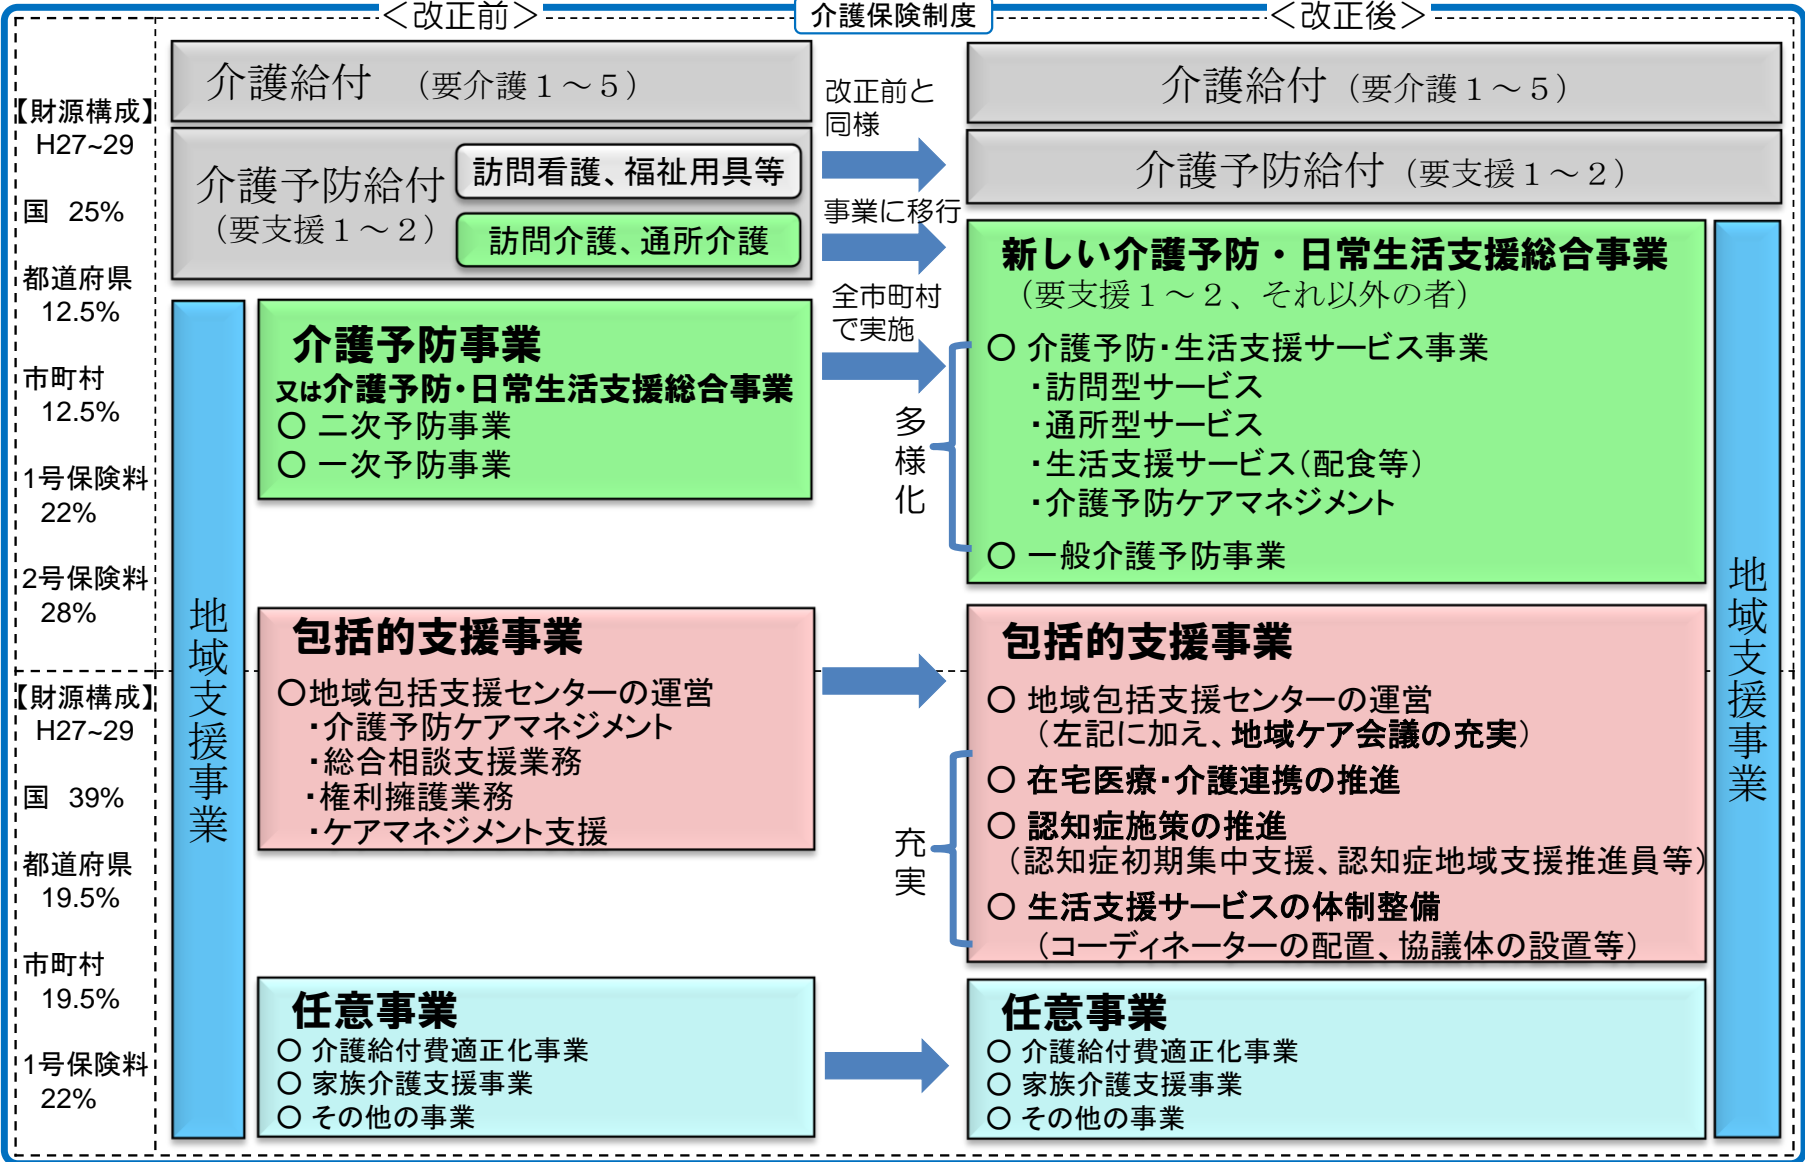 ＜改正前＞
介護保険制度
＜改正後＞
【財源構成】
H27~29
国 25%
都道府県
12.5%
市町村
12.5%
1号保険料
22%
2号保険料
28%
【財源構成】
H27~29
国 39%
都道府県
19.5%
市町村
19.5%
1号保険料
22%
介護給付 （要介護１～５）
介護予防給付
（要支援１～２）
訪問看護、福祉用具等
訪問介護、通所介護
地域支援事業
介護予防事業
又は介護予防・日常生活支援総合事業
○ 二次予防事業
○ 一次予防事業
包括的支援事業
○地域包括支援センターの運営
・介護予防ケアマネジメント
・総合相談支援業務
・権利擁護業務
・ケアマネジメント支援
任意事業
○ 介護給付費適正化事業
○ 家族介護支援事業
○ その他の事業
改正前と
同様
事業に移行
全市町村
で実施
多様化
充実
介護給付（要介護１～５）
介護予防給付（要支援１～２）
新しい介護予防・日常生活支援総合事業
（要支援１～２、それ以外の者）
○ 介護予防・生活支援サービス事業
・訪問型サービス
・通所型サービス
・生活支援サービス（配食等）
・介護予防ケアマネジメント
○ 一般介護予防事業
包括的支援事業
○ 地域包括支援センターの運営
（左記に加え、地域ケア会議の充実）
○ 在宅医療・介護連携の推進
○ 認知症施策の推進
（認知症初期集中支援、認知症地域支援推進員等）
○ 生活支援サービスの体制整備
（コーディネーターの配置、協議体の設置等）
任意事業
○ 介護給付費適正化事業
○ 家族介護支援事業
○ その他の事業
地域支援事業